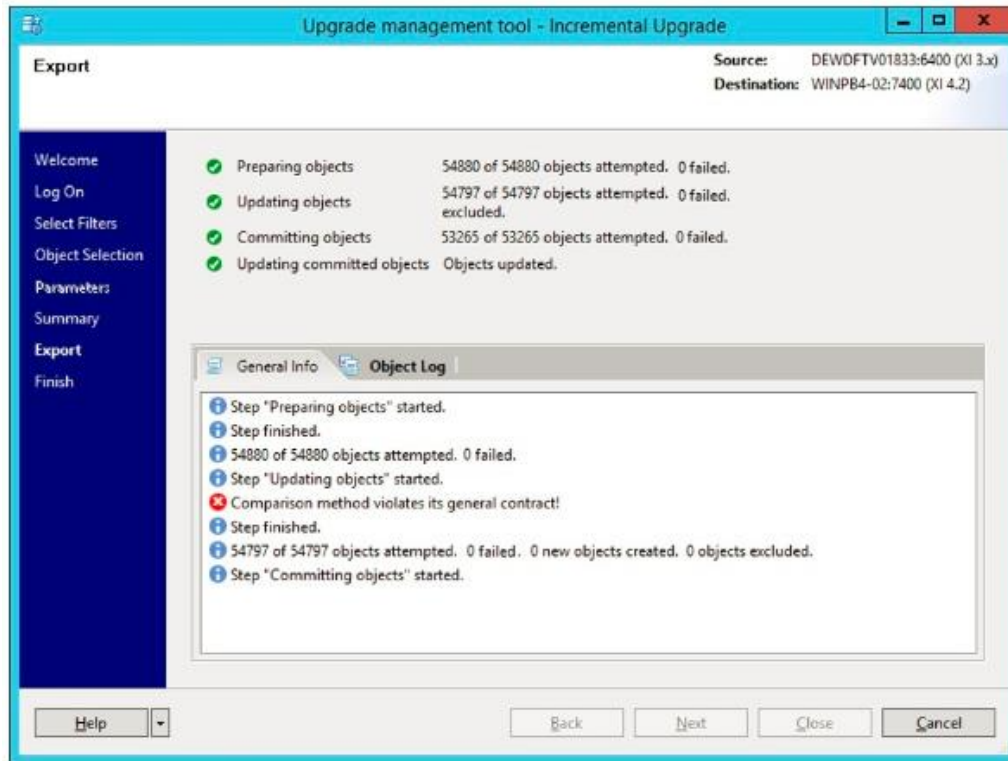 Upgrade management tool - Incremental Upgrade
Export
Source: DEWDFTV01833:6400 (XI 3.x)
Destination: WINPB4-02:7400 (XI 4.2)
Welcome
Log On
Select Filters
Object Selection
Parameters
Summary
Export
Finish
Preparing objects 54880 of 54880 objects attempted. 0 failed.
Updating objects 54797 of 54797 objects attempted. 0 failed.
excluded.
Committing objects 53265 of 53265 objects attempted. 0 failed.
Updating committed objects Objects updated.
General Info Object Log
Step "Preparing objects" started.
Step finished.
54880 of 54880 objects attempted. 0 failed.
Step "Updating objects" started.
Comparison method violates its general contract!
Step finished.
54797 of 54797 objects attempted. 0 failed. 0 new objects created. 0 objects excluded.
Step "Committing objects" started.
Help Back Next Close Cancel